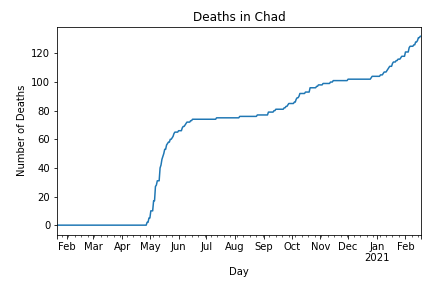 Deaths in Chad
Number of Deaths
120
100
80
60
40
20
0
Feb Mar Apr May Jun Jul Aug Sep Oct Nov Dec Jan Feb
2021
Day